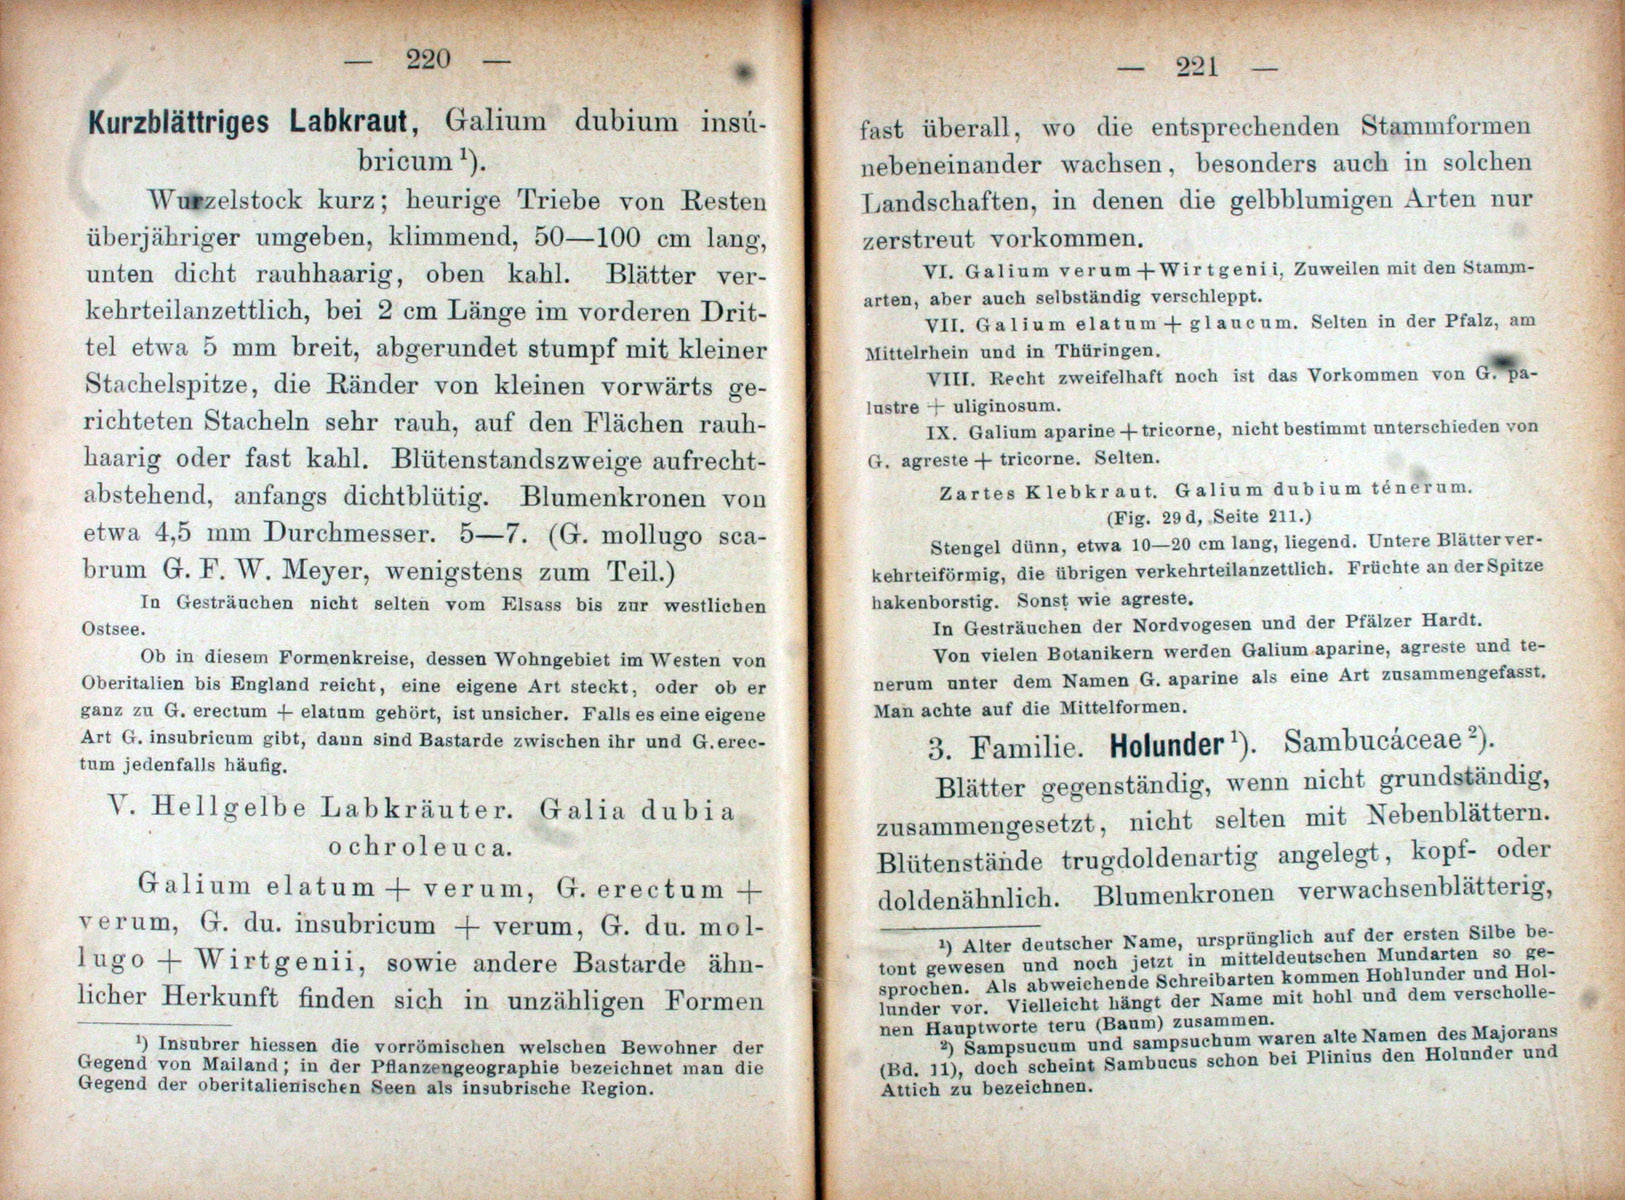 — 220 —
Kurzblättriges Labkraut, Galium dubium insú-
bricum ¹).
Wurzelstock kurz; heurige Triebe von Resten
überjähriger umgeben, klimmend, 50—100 cm lang,
unten dicht rauhhaarig, oben kahl. Blätter ver-
kehrteilanzettlich, bei 2 cm Länge im vorderen Drit-
tel etwa 5 mm breit, abgerundet stumpf mit kleiner
Stachelspitze, die Ränder von kleinen vorwärts ge-
richteten Stacheln sehr rauh, auf den Flächen rauh-
haarig oder fast kahl. Blütenstandszweige aufrecht-
abstehend, anfangs dichtblütig. Blumenkronen von
etwa 4,5 mm Durchmesser. 5—7. (G. mollugo sca-
brum G. F. W. Meyer, wenigstens zum Teil.)
In Gesträuchen nicht selten vom Elsass bis zur westlichen
Ostsee.
Ob in diesem Formenkreise, dessen Wohngebiet im Westen von
Oberitalien bis England reicht, eine eigene Art steckt, oder ob er
ganz zu G. erectum + elatum gehört, ist unsicher. Falls es eine eigene
Art G. insubricum gibt, dann sind Bastarde zwischen ihr und G. erec-
tum jedenfalls häufig.
V. Hellgelbe Labkräuter. Galia dubia
ochroleuca.
Galium elatum + verum, G. erectum +
verum, G. du. insubricum + verum, G. du. mol-
lugo + Wirtgenii, sowie andere Bastarde ähn-
licher Herkunft finden sich in unzähligen Formen
¹) Insubrer hiessen die vorrömischen welschen Bewohner der
Gegend von Mailand; in der Pflanzengeographie bezeichnet man die
Gegend der oberitalienischen Seen als insubrische Region.
— 221 —
fast überall, wo die entsprechenden Stammformen
nebeneinander wachsen, besonders auch in solchen
Landschaften, in denen die gelbblumigen Arten nur
zerstreut vorkommen.
VI. Galium verum + Wirtgenii, Zuweilen mit den Stamm-
arten, aber auch selbständig verschleppt.
VII. Galium elatum + glaucum. Selten in der Pfalz, am
Mittelrhein und in Thüringen.
VIII. Recht zweifelhaft noch ist das Vorkommen von G. pa-
lustre + uliginosum.
IX. Galium aparine + tricorne, nicht bestimmt unterschieden von
G. agreste + tricorne. Selten.
Zartes Klebkraut. Galium dubium ténerum.
(Fig. 29 d, Seite 211.)
Stengel dünn, etwa 10—20 cm lang, liegend. Untere Blätter ver-
kehrteiförmig, die übrigen verkehrteilanzettlich. Früchte an der Spitze
hakenborstig. Sonst wie agreste.
In Gesträuchen der Nordvogesen und der Pfälzer Hardt.
Von vielen Botanikern werden Galium aparine, agreste und te-
nerum unter dem Namen G. aparine als eine Art zusammengefasst.
Man achte auf die Mittelformen.
3. Familie. Holunder ¹). Sambucáceae ²).
Blätter gegenständig, wenn nicht grundständig,
zusammengesetzt, nicht selten mit Nebenblättern.
Blütenstände trugdoldenartig angelegt, kopf- oder
doldenähnlich. Blumenkronen verwachsenblätterig,
¹) Alter deutscher Name, ursprünglich auf der ersten Silbe be-
tont gewesen und noch jetzt in mitteldeutschen Mundarten so ge-
sprochen. Als abweichende Schreibarten kommen Hohlunder und Hol-
lunder vor. Vielleicht hängt der Name mit hohl und dem verscholle-
nen Hauptworte teru (Baum) zusammen.
²) Sampsucum und sampsuchum waren alte Namen des Majorans
(Bd. 11), doch scheint Sambucus schon bei Plinius den Holunder und
Attich zu bezeichnen.